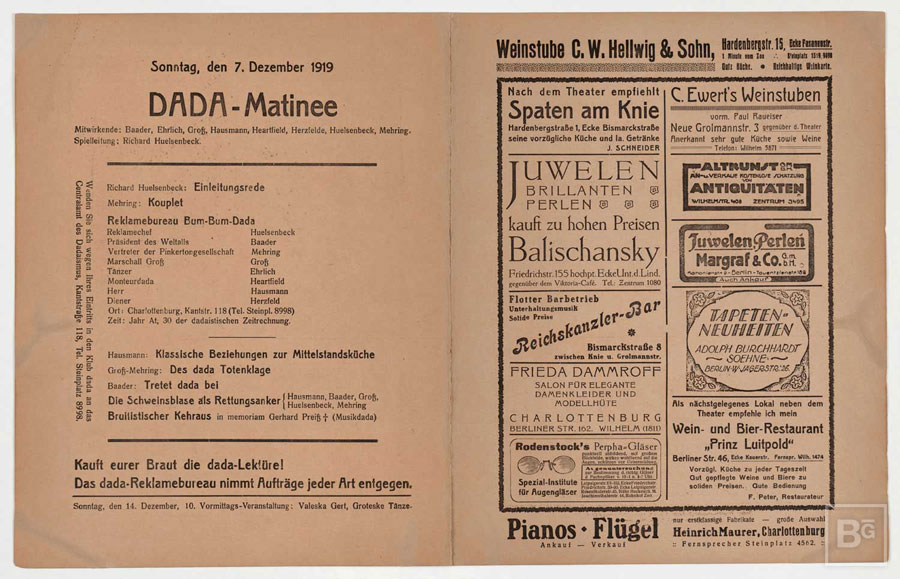 Sonntag, den 7. Dezember 1919
DADA-Matinee
Mitwirkende: Baader, Ehrlich, Groß, Hausmann, Heartfield, Herzfelde, Huelsenbeck, Mehring.
Spielleitung: Richard Huelsenbeck.
Wenden Sie sich wegen Ihres Eintritts in den Klub dada an das
Centralamt des Dadaismus, Kantstraße 118, Tel. Steinplatz 8998.
Richard Huelsenbeck: Einleitungsrede
Mehring: Kouplet
Reklamebureau Bum-Bum-Dada
Reklamechef Huelsenbeck
Präsident des Weltalls Baader
Vertreter der Pinkertongesellschaft Mehring
Marschall Groß Groß
Tänzer Ehrlich
Monteurdada Heartfield
Herr Hausmann
Diener Herzfeld
Ort: Charlottenburg, Kantstr. 118 (Tel. Steinpl. 8998)
Zeit: Jahr At, 30 der dadaistischen Zeitrechnung.
Hausmann: Klassische Beziehungen zur Mittelstandsküche
Groß-Mehring: Des dada Totenklage
Baader: Tretet dada bei
Die Schweinsblase als Rettungsanker Hausmann, Baader, Groß,
Huelsenbeck, Mehring
Bruitistischer Kehraus in memoriam Gerhard Preiß † (Musikdada)
Kauft eurer Braut die dada-Lektüre!
Das dada-Reklamebureau nimmt Aufträge jeder Art entgegen.
Sonntag, den 14. Dezember, 10. Vormittags-Veranstaltung: Valeska Gert, Groteske Tänze.
Weinstube C. W. Hellwig & Sohn,
Hardenbergstr. 15, Ecke Fasanenstr.
1 Minute vom Zoo
Gute Küche. • Reichhaltige Weinkarte.
Nach dem Theater empfiehlt
Spaten am Knie
Hardenbergstraße 1, Ecke Bismarckstraße
seine vorzügliche Küche und Ia. Getränke
J. SCHNEIDER
JUWELEN
BRILLANTEN
PERLEN
kauft zu hohen Preisen
Balischansky
Friedrichstr. 155 hochpt. Ecke Unt. d. Lind.
gegenüber dem Viktoria-Café. Tel.: Zentrum 1080
Flotter Barbetrieb
Unterhaltungsmusik
Solide Preise
Reichskanzler-Bar
Bismarckstraße 8
zwischen Knie u. Grolmannstr.
FRIEDA DAMMROFF
SALON FÜR ELEGANTE
DAMENKLEIDER UND
MODELLHÜTE
CHARLOTTENBURG
BERLINER STR. 162. WILHELM (1811)
Rodenstock's Perpha-Gläser
Spezial-Institute
für Augengläser
C. Ewert's Weinstuben
vorm. Paul Raueiser
Neue Grolmannstr. 3 gegenüber d. Theater
Anerkannt sehr gute Küche sowie Weine
Telefon: Wilhelm 5871
ALTKUNST
AN- u. VERKAUF KOSTENLOSE SCHÄTZUNG
VON
ANTIQUITÄTEN
WILHELMSTR. 40B ZENTRUM 3495
Juwelen Perlen
Margraf & Co. G.m.b.H.
Berlin
Auch Ankauf
TAPETEN-
NEUHEITEN
ADOLPH BURCHHARDT
SOEHNE
BERLIN-W JÄGERSTR. 26
Als nächstgelegenes Lokal neben dem
Theater empfehle ich mein
Wein- und Bier-Restaurant
„Prinz Luitpold"
Berliner Str. 46, Ecke Kauerstr. Fernspr. Wilh. 1474
Vorzügl. Küche zu jeder Tageszeit
Gut gepflegte Weine und Biere zu
soliden Preisen. Gute Bedienung
F. Peter, Restaurateur
Pianos • Flügel
Ankauf — Verkauf
nur erstklassige Fabrikate — große Auswahl
Heinrich Maurer, Charlottenburg
:: Fernsprecher Steinplatz 4562. ::
BG